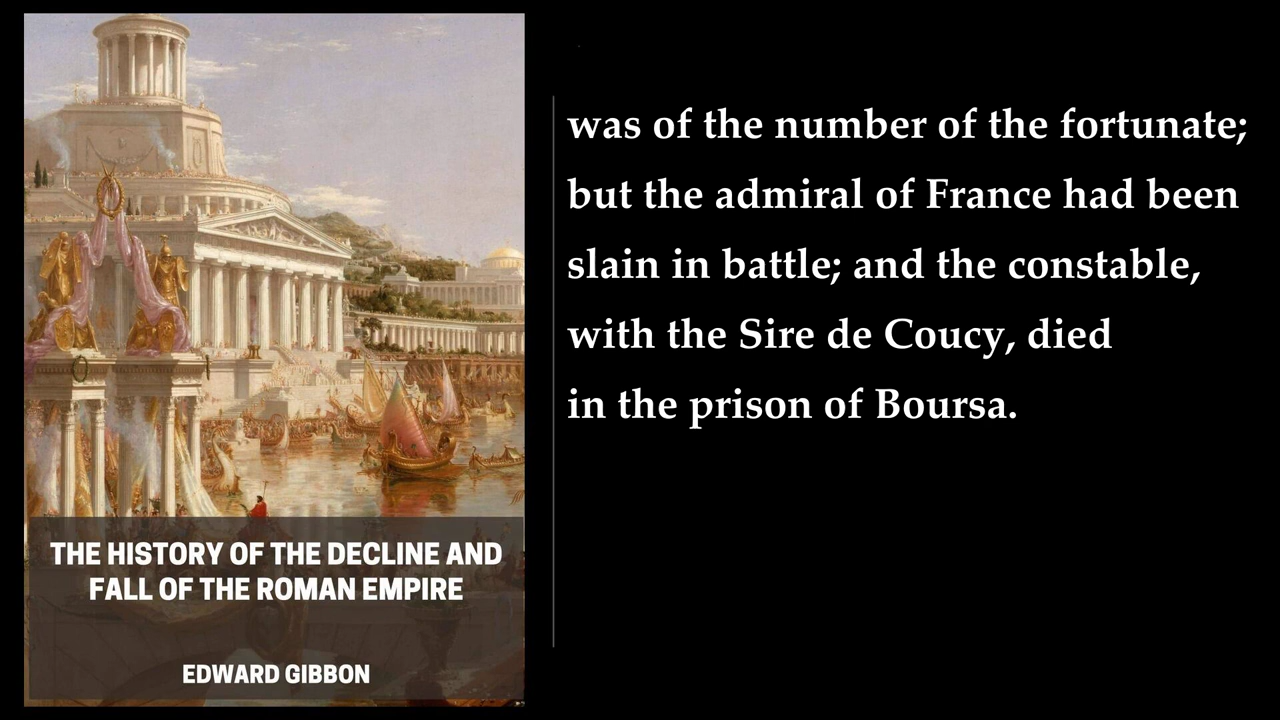 THE HISTORY OF THE DECLINE AND
FALL OF THE ROMAN EMPIRE
EDWARD GIBBON
was of the number of the fortunate;
but the admiral of France had been
slain in battle; and the constable,
with the Sire de Coucy, died
in the prison of Boursa.